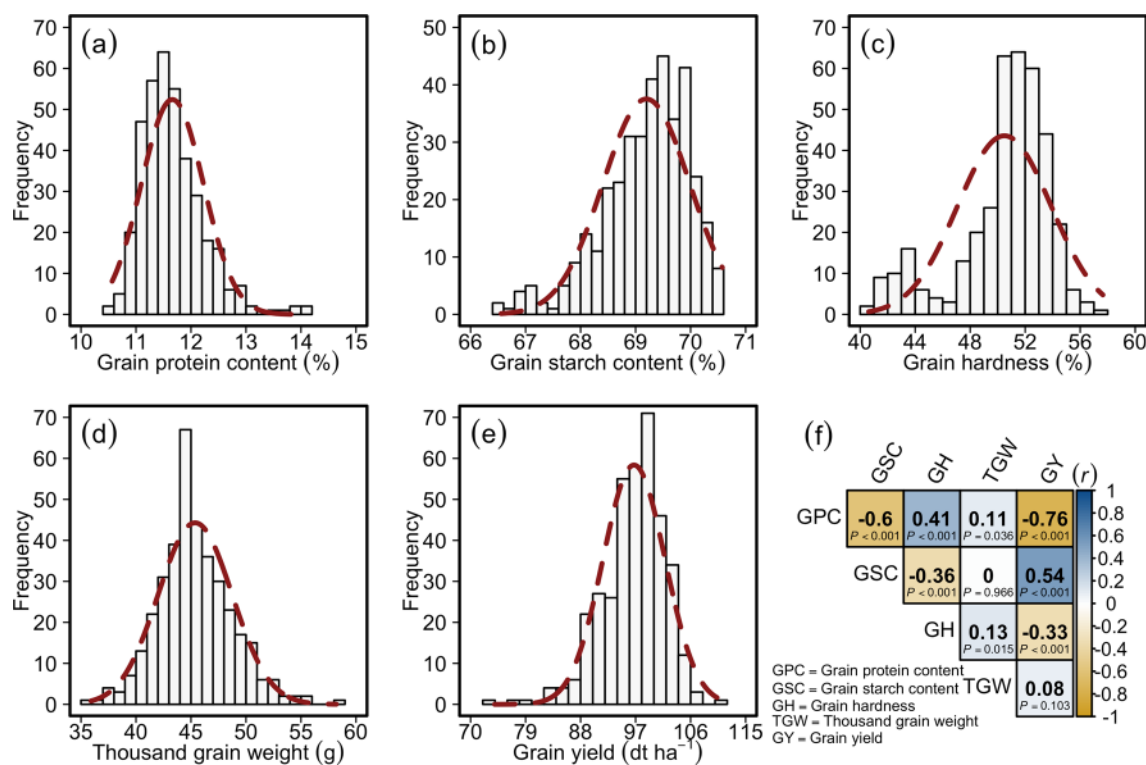 (a)
Frequency
70
60
50
40
30
20
10
0
10 11 12 13 14 15
Grain protein content (%)
(b)
Frequency
50
40
30
20
10
0
66 67 68 69 70 71
Grain starch content (%)
(c)
Frequency
70
60
50
40
30
20
10
0
40 44 48 52 56 60
Grain hardness (%)
(d)
Frequency
70
60
50
40
30
20
10
0
35 40 45 50 55 60
Thousand grain weight (g)
(e)
Frequency
70
60
50
40
30
20
10
0
70 79 88 97 106 115
Grain yield (dt ha⁻¹)
(f)
GSC GH TGW GY (r)
GPC -0.6 0.41 0.11 -0.76
P < 0.001 P < 0.001 P = 0.036 P < 0.001
GSC -0.36 0 0.54
P < 0.001 P = 0.966 P < 0.001
GH 0.13 -0.33
P = 0.015 P < 0.001
TGW 0.08
P = 0.103
1
0.8
0.6
0.4
0.2
0
-0.2
-0.4
-0.6
-0.8
-1
GPC = Grain protein content
GSC = Grain starch content
GH = Grain hardness
TGW = Thousand grain weight
GY = Grain yield